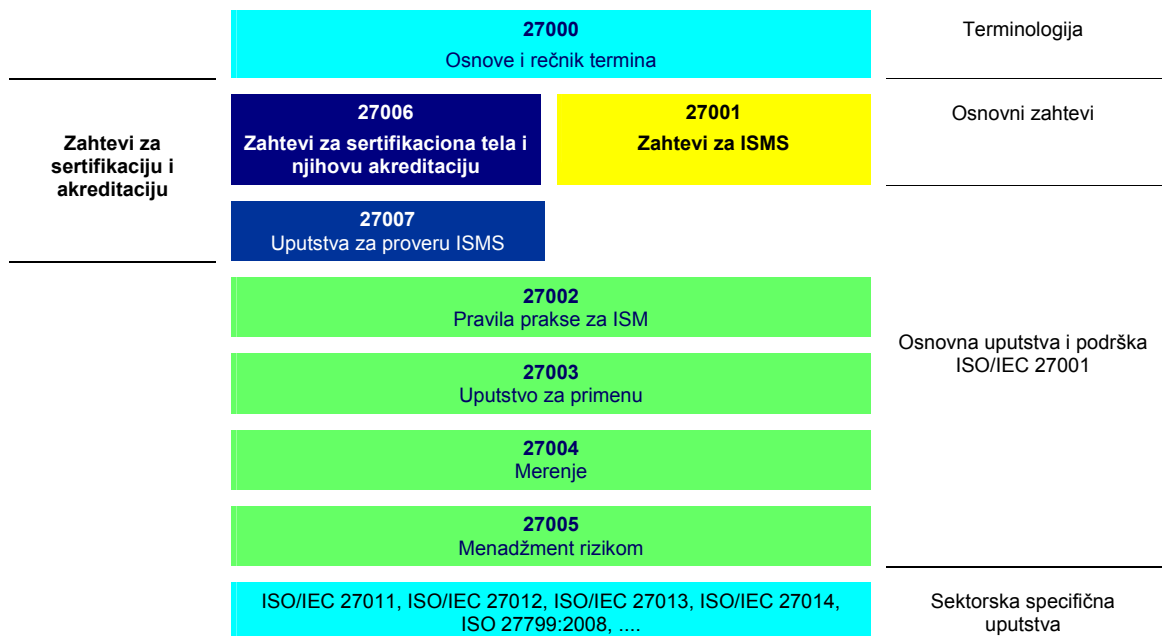 27000
Osnove i rečnik termina
Terminologija
Zahtevi za
sertifikaciju i
akreditaciju
27006
Zahtevi za sertifikaciona tela i
njihovu akreditaciju
27001
Zahtevi za ISMS
Osnovni zahtevi
27007
Uputstva za proveru ISMS
27002
Pravila prakse za ISM
27003
Uputstvo za primenu
27004
Merenje
27005
Menadžment rizikom
Osnovna uputstva i podrška
ISO/IEC 27001
ISO/IEC 27011, ISO/IEC 27012, ISO/IEC 27013, ISO/IEC 27014,
ISO 27799:2008, ....
Sektorska specifična
uputstva